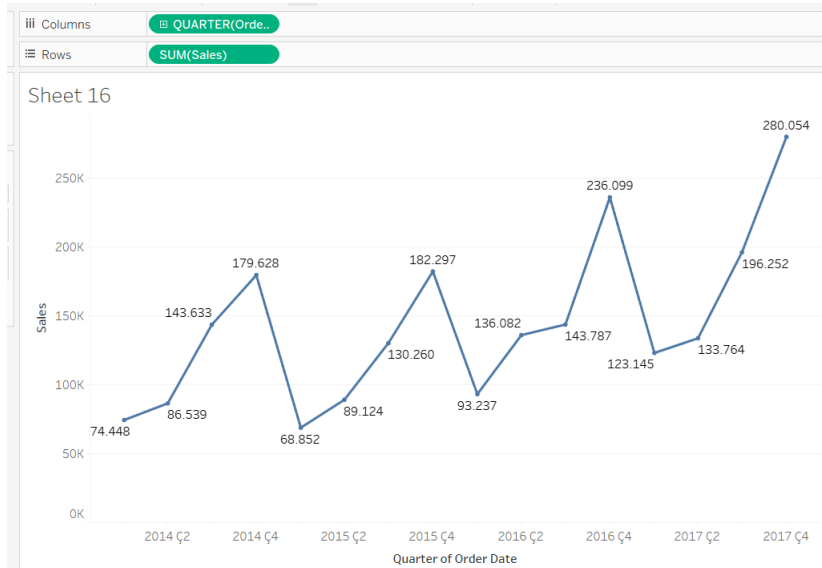 Columns
QUARTER(Orde..
Rows
SUM(Sales)
Sheet 16
280.054
250K
236.099
200K
179.628
182.297
196.252
150K
143.633
136.082
143.787
130.260
133.764
123.145
100K
86.539
89.124
93.237
74.448
68.852
50K
0K
Sales
2014 Ç2
2014 Ç4
2015 Ç2
2015 Ç4
2016 Ç2
2016 Ç4
2017 Ç2
2017 Ç4
Quarter of Order Date